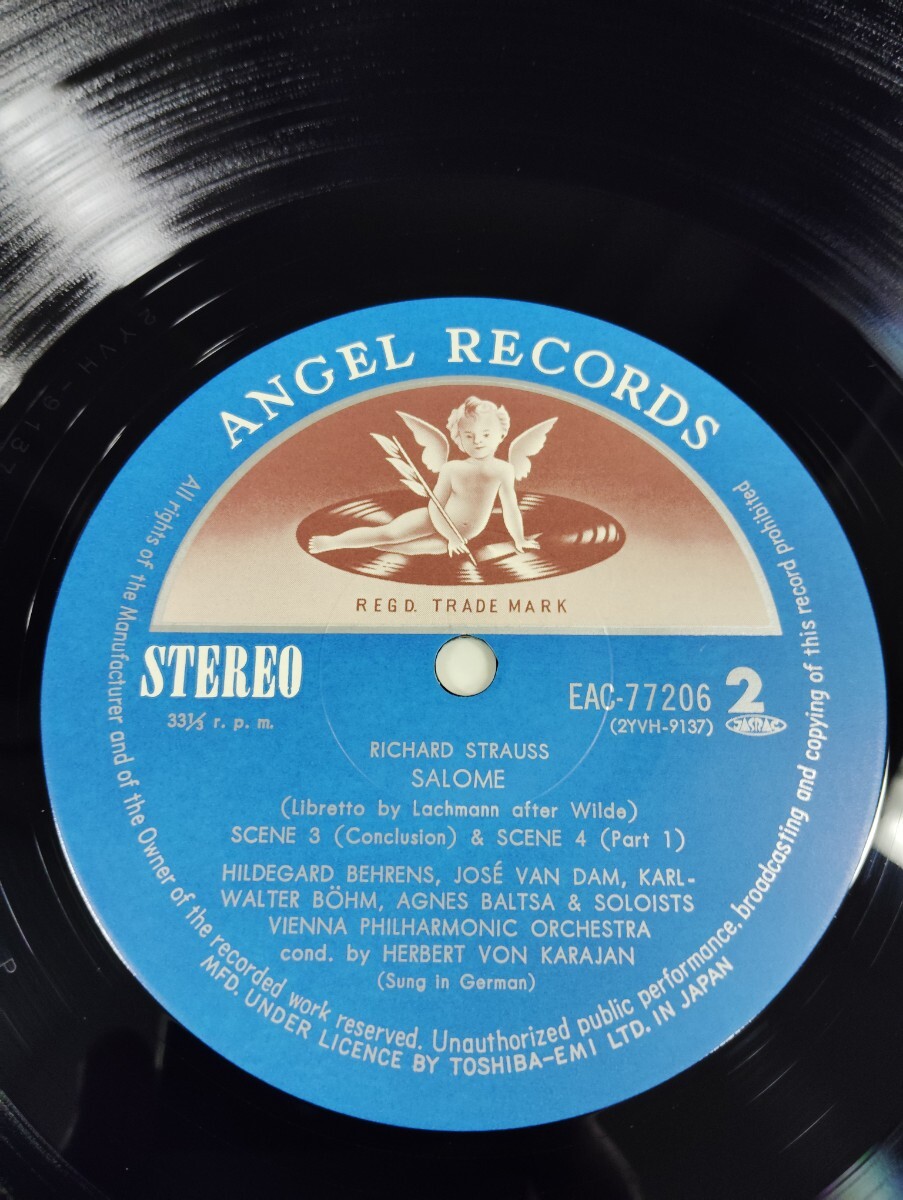 ANGEL RECORDS
REGD. TRADE MARK
STEREO
33⅓ r. p. m.
EAC-77206 2
(2YVH-9137) JASRAC
RICHARD STRAUSS
SALOME
(Libretto by Lachmann after Wilde)
SCENE 3 (Conclusion) & SCENE 4 (Part 1)
HILDEGARD BEHRENS, JOSÉ VAN DAM, KARL-
WALTER BÖHM, AGNES BALTSA & SOLOISTS
VIENNA PHILHARMONIC ORCHESTRA
cond. by HERBERT VON KARAJAN
(Sung in German)
All rights of the Manufacturer and of the Owner of the recorded work reserved. Unauthorized public performance, broadcasting and copying of this record prohibited
MFD. UNDER LICENCE BY TOSHIBA-EMI LTD. IN JAPAN
2YVH-9137
P